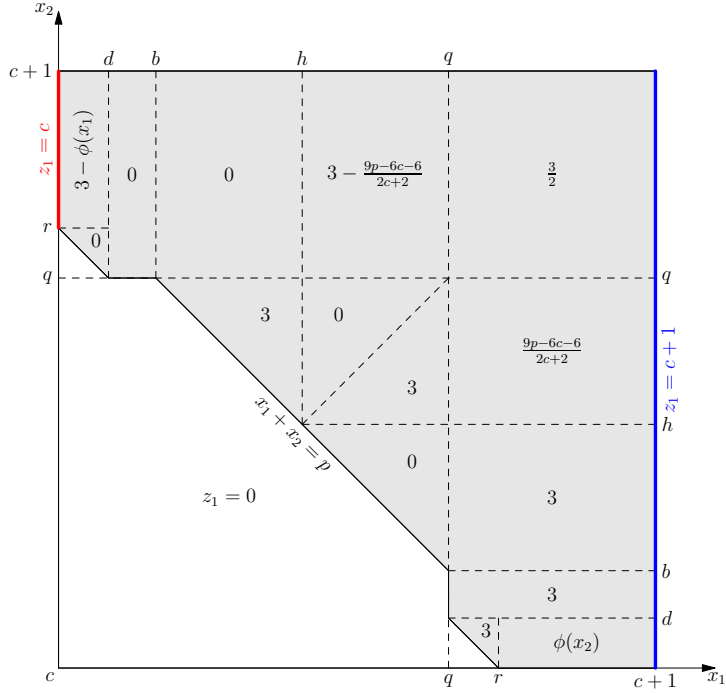 x₂
d b h q
c + 1
z₁ = c
3 − ϕ(x₁)
0
0
3 − (9p−6c−6)/(2c+2)
3/2
r
0
q
q
3
0
(9p−6c−6)/(2c+2)
z₁ = c + 1
3
h
x₁ + x₂ = p
0
z₁ = 0
3
b
3
d
3
ϕ(x₂)
c
q r c + 1 x₁